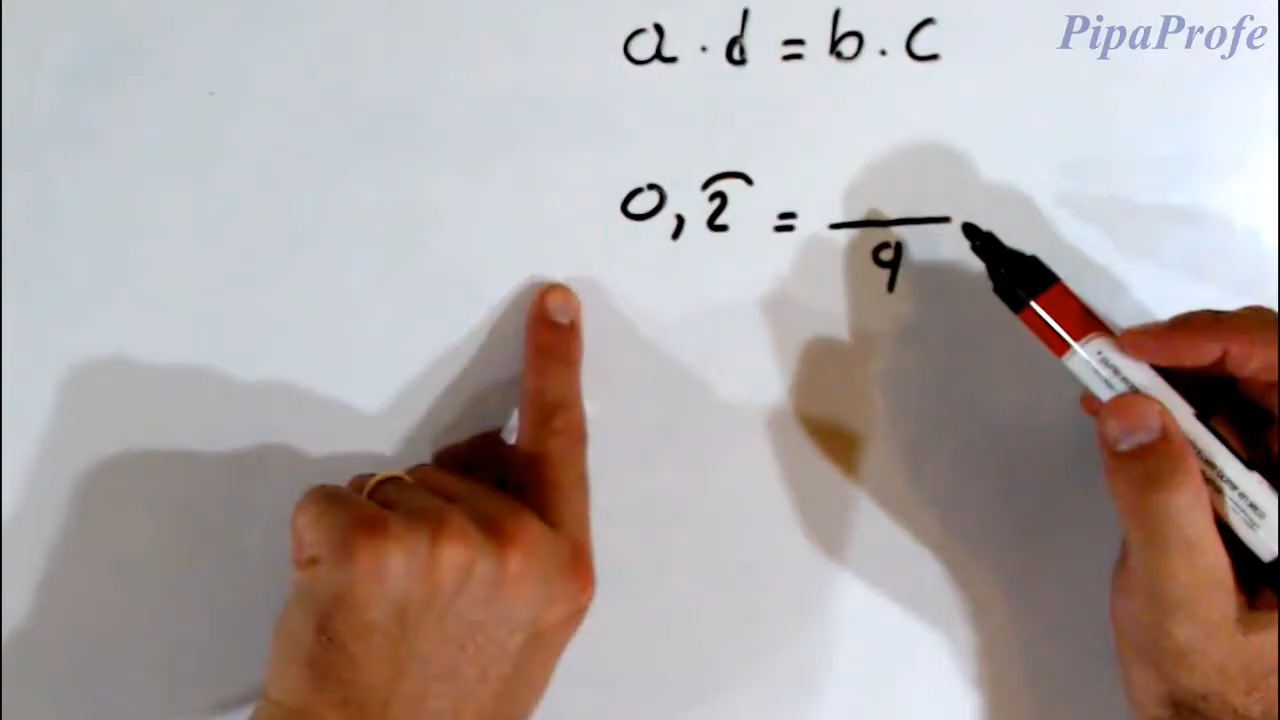 a · d = b · c
PipaProfe
0,2̑ = —
9